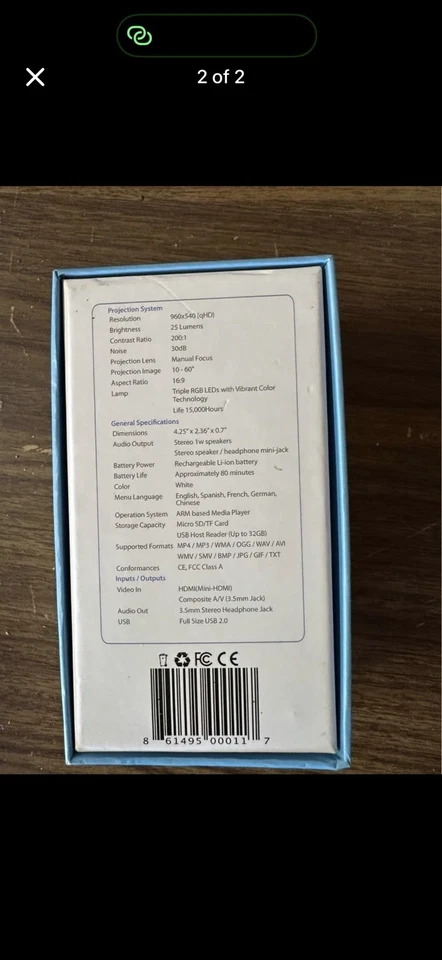 2 of 2
Projection System
Resolution 960x540 (qHD)
Brightness 25 Lumens
Contrast Ratio 200:1
Noise 30dB
Projection Lens Manual Focus
Projection Image 10 - 60"
Aspect Ratio 16:9
Lamp Triple RGB LEDs with Vibrant Color
Technology
Life 15,000Hours
General Specifications
Dimensions 4.25" x 2.36" x 0.7"
Audio Output Stereo 1w speakers
Stereo speaker / headphone mini-jack
Battery Power Rechargeable Li-ion battery
Battery Life Approximately 80 minutes
Color White
Menu Language English, Spanish, French, German,
Chinese
Operation System ARM based Media Player
Storage Capacity Micro SD/TF Card
USB Host Reader (Up to 32GB)
Supported Formats MP4 / MP3 / WMA / OGG / WAV / AVI
WMV / SMV / BMP / JPG / GIF / TXT
Conformances CE, FCC Class A
Inputs / Outputs
Video In HDMI(Mini-HDMI)
Composite A/V (3.5mm Jack)
Audio Out 3.5mm Stereo Headphone Jack
USB Full Size USB 2.0
FC CE
8 61495 00011 7